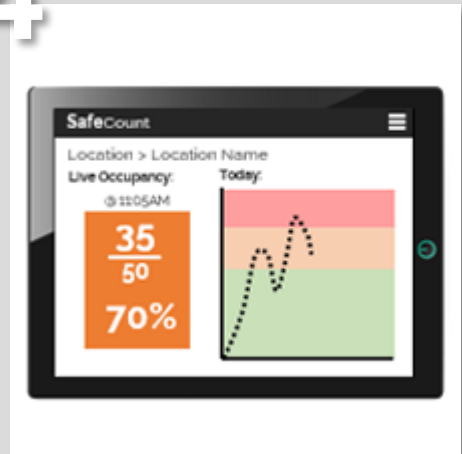 SafeCount
Location > Location Name
Live Occupancy:
Today:
@ 11:05AM
35
50
70%